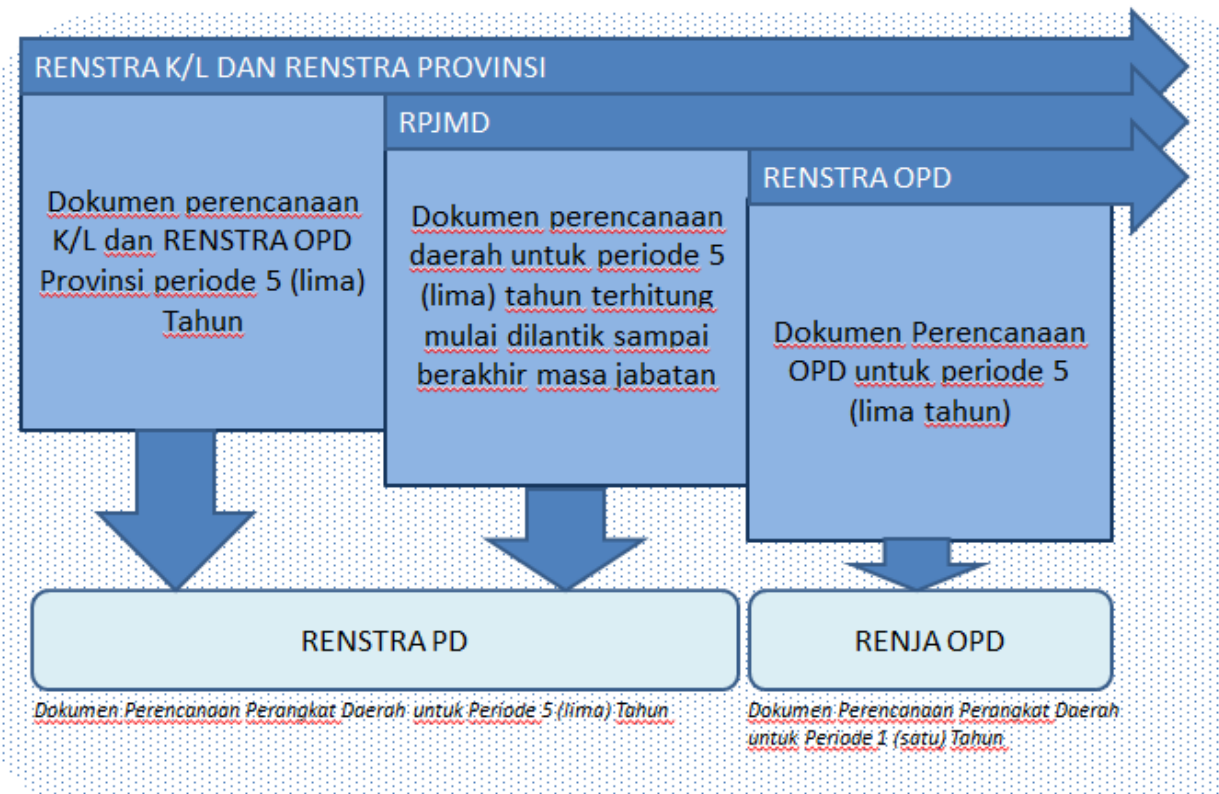 RENSTRA K/L DAN RENSTRA PROVINSI
RPJMD
RENSTRA OPD
Dokumen perencanaan
K/L dan RENSTRA OPD
Provinsi periode 5 (lima)
Tahun
Dokumen perencanaan
daerah untuk periode 5
(lima) tahun terhitung
mulai dilantik sampai
berakhir masa jabatan
Dokumen Perencanaan
OPD untuk periode 5
(lima tahun)
RENSTRA PD
RENJA OPD
Dokumen Perencanaan Perangkat Daerah untuk Periode 5 (lima) Tahun
Dokumen Perencanaan Perangkat Daerah
untuk Periode 1 (satu) Tahun